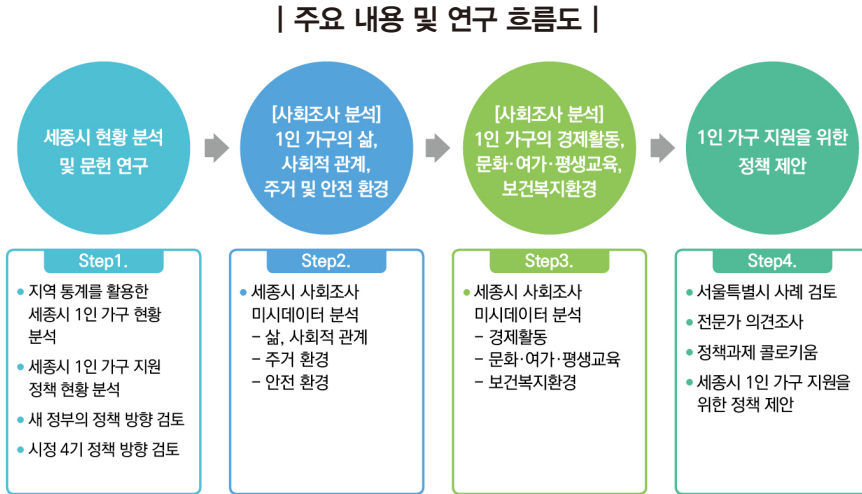 | 주요 내용 및 연구 흐름도 |
세종시 현황 분석
및 문헌 연구
[사회조사 분석]
1인 가구의 삶,
사회적 관계,
주거 및 안전 환경
[사회조사 분석]
1인 가구의 경제활동,
문화·여가·평생교육,
보건복지환경
1인 가구 지원을 위한
정책 제안
Step1.
• 지역 통계를 활용한
세종시 1인 가구 현황
분석
• 세종시 1인 가구 지원
정책 현황 분석
• 새 정부의 정책 방향 검토
• 시정 4기 정책 방향 검토
Step2.
• 세종시 사회조사
미시데이터 분석
– 삶, 사회적 관계
– 주거 환경
– 안전 환경
Step3.
• 세종시 사회조사
미시데이터 분석
– 경제활동
– 문화·여가·평생교육
– 보건복지환경
Step4.
• 서울특별시 사례 검토
• 전문가 의견조사
• 정책과제 콜로키움
• 세종시 1인 가구 지원을
위한 정책 제안